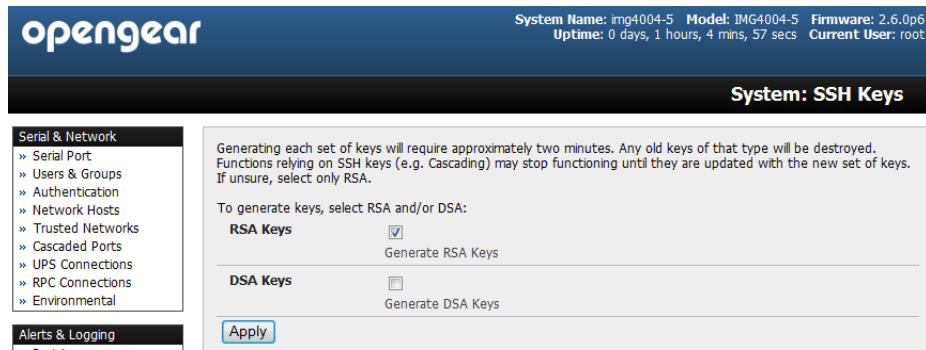 opengear
System Name: img4004-5 Model: IMG4004-5 Firmware: 2.6.0p6
Uptime: 0 days, 1 hours, 4 mins, 57 secs Current User: root
System: SSH Keys
Serial & Network
» Serial Port
» Users & Groups
» Authentication
» Network Hosts
» Trusted Networks
» Cascaded Ports
» UPS Connections
» RPC Connections
» Environmental
Alerts & Logging
Generating each set of keys will require approximately two minutes. Any old keys of that type will be destroyed.
Functions relying on SSH keys (e.g. Cascading) may stop functioning until they are updated with the new set of keys.
If unsure, select only RSA.
To generate keys, select RSA and/or DSA:
RSA Keys
Generate RSA Keys
DSA Keys
Generate DSA Keys
Apply